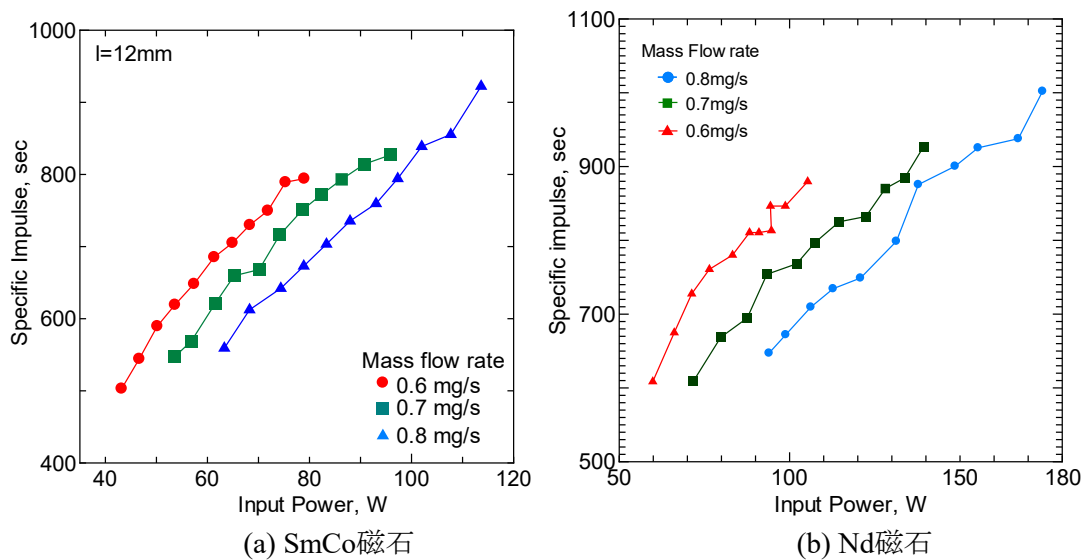 1000
800
600
400
Specific Impulse, sec
l=12mm
Mass flow rate
0.6 mg/s
0.7 mg/s
0.8 mg/s
40
60
80
100
120
Input Power, W
(a) SmCo磁石
1100
900
700
500
Specific impulse, sec
Mass Flow rate
0.8mg/s
0.7mg/s
0.6mg/s
50
100
150
180
Input Power, W
(b) Nd磁石